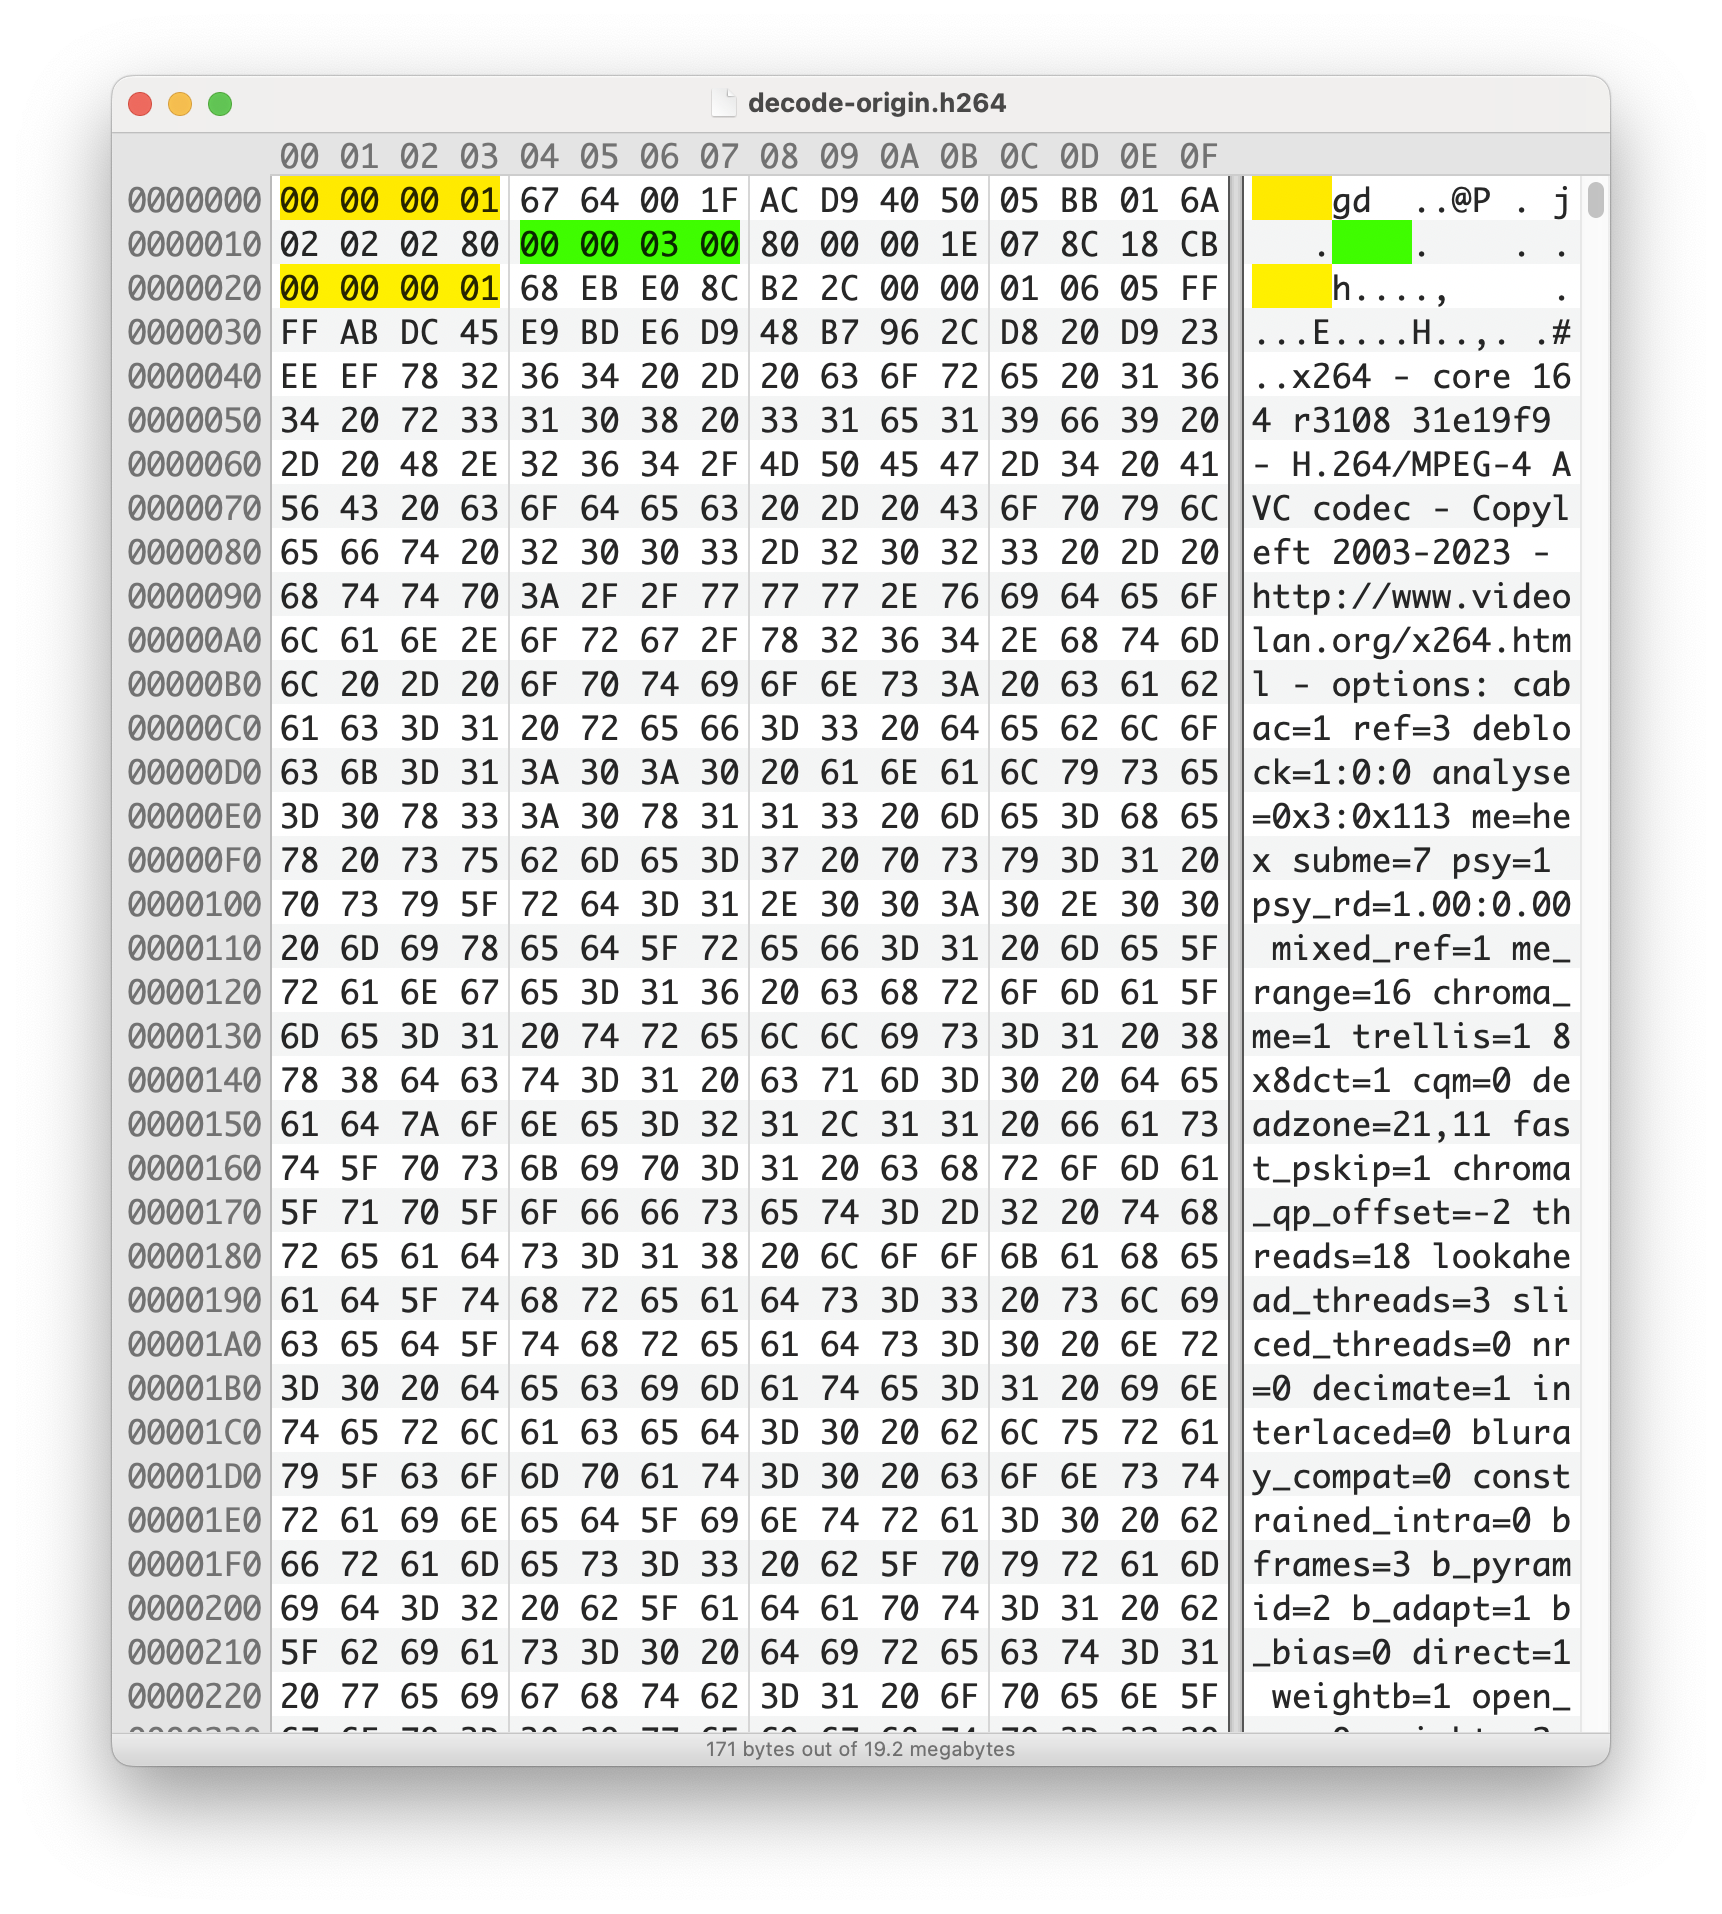 decode-origin.h264
00 01 02 03 04 05 06 07 08 09 0A 0B 0C 0D 0E 0F
0000000 00 00 00 01 67 64 00 1F AC D9 40 50 05 BB 01 6A gd ..@P . j
0000010 02 02 02 80 00 00 03 00 80 00 00 1E 07 8C 18 CB . . . .
0000020 00 00 00 01 68 EB E0 8C B2 2C 00 00 01 06 05 FF h...., .
0000030 FF AB DC 45 E9 BD E6 D9 48 B7 96 2C D8 20 D9 23 ...E....H..,. .#
0000040 EE EF 78 32 36 34 20 2D 20 63 6F 72 65 20 31 36 ..x264 - core 16
0000050 34 20 72 33 31 30 38 20 33 31 65 31 39 66 39 20 4 r3108 31e19f9
0000060 2D 20 48 2E 32 36 34 2F 4D 50 45 47 2D 34 20 41 - H.264/MPEG-4 A
0000070 56 43 20 63 6F 64 65 63 20 2D 20 43 6F 70 79 6C VC codec - Copyl
0000080 65 66 74 20 32 30 30 33 2D 32 30 32 33 20 2D 20 eft 2003-2023 -
0000090 68 74 74 70 3A 2F 2F 77 77 77 2E 76 69 64 65 6F http://www.video
00000A0 6C 61 6E 2E 6F 72 67 2F 78 32 36 34 2E 68 74 6D lan.org/x264.htm
00000B0 6C 20 2D 20 6F 70 74 69 6F 6E 73 3A 20 63 61 62 l - options: cab
00000C0 61 63 3D 31 20 72 65 66 3D 33 20 64 65 62 6C 6F ac=1 ref=3 deblo
00000D0 63 6B 3D 31 3A 30 3A 30 20 61 6E 61 6C 79 73 65 ck=1:0:0 analyse
00000E0 3D 30 78 33 3A 30 78 31 31 33 20 6D 65 3D 68 65 =0x3:0x113 me=he
00000F0 78 20 73 75 62 6D 65 3D 37 20 70 73 79 3D 31 20 x subme=7 psy=1
0000100 70 73 79 5F 72 64 3D 31 2E 30 30 3A 30 2E 30 30 psy_rd=1.00:0.00
0000110 20 6D 69 78 65 64 5F 72 65 66 3D 31 20 6D 65 5F mixed_ref=1 me_
0000120 72 61 6E 67 65 3D 31 36 20 63 68 72 6F 6D 61 5F range=16 chroma_
0000130 6D 65 3D 31 20 74 72 65 6C 6C 69 73 3D 31 20 38 me=1 trellis=1 8
0000140 78 38 64 63 74 3D 31 20 63 71 6D 3D 30 20 64 65 x8dct=1 cqm=0 de
0000150 61 64 7A 6F 6E 65 3D 32 31 2C 31 31 20 66 61 73 adzone=21,11 fas
0000160 74 5F 70 73 6B 69 70 3D 31 20 63 68 72 6F 6D 61 t_pskip=1 chroma
0000170 5F 71 70 5F 6F 66 66 73 65 74 3D 2D 32 20 74 68 _qp_offset=-2 th
0000180 72 65 61 64 73 3D 31 38 20 6C 6F 6F 6B 61 68 65 reads=18 lookahe
0000190 61 64 5F 74 68 72 65 61 64 73 3D 33 20 73 6C 69 ad_threads=3 sli
00001A0 63 65 64 5F 74 68 72 65 61 64 73 3D 30 20 6E 72 ced_threads=0 nr
00001B0 3D 30 20 64 65 63 69 6D 61 74 65 3D 31 20 69 6E =0 decimate=1 in
00001C0 74 65 72 6C 61 63 65 64 3D 30 20 62 6C 75 72 61 terlaced=0 blura
00001D0 79 5F 63 6F 6D 70 61 74 3D 30 20 63 6F 6E 73 74 y_compat=0 const
00001E0 72 61 69 6E 65 64 5F 69 6E 74 72 61 3D 30 20 62 rained_intra=0 b
00001F0 66 72 61 6D 65 73 3D 33 20 62 5F 70 79 72 61 6D frames=3 b_pyram
0000200 69 64 3D 32 20 62 5F 61 64 61 70 74 3D 31 20 62 id=2 b_adapt=1 b
0000210 5F 62 69 61 73 3D 30 20 64 69 72 65 63 74 3D 31 _bias=0 direct=1
0000220 20 77 65 69 67 68 74 62 3D 31 20 6F 70 65 6E 5F weightb=1 open_
171 bytes out of 19.2 megabytes